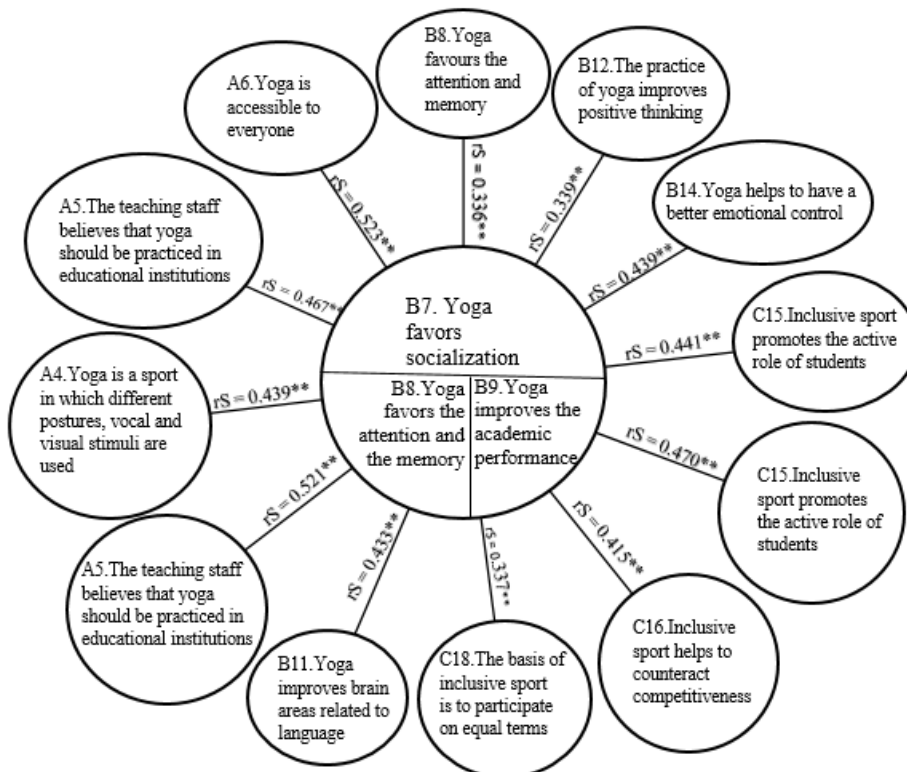 B8.Yoga
favours the
attention and
memory
B12.The practice
of yoga improves
positive thinking
A6.Yoga is
accessible to
everyone
B14.Yoga helps to have a
better emotional control
A5.The teaching staff
believes that yoga
should be practiced in
educational institutions
rS = 0.523**
rS = 0.336**
rS = 0.339**
rS = 0.439**
rS = 0.467**
B7. Yoga
favors
socialization
C15.Inclusive sport
promotes the active
role of students
rS = 0.441**
A4.Yoga is a sport
in which different
postures, vocal and
visual stimuli are
used
rS = 0.439**
B8.Yoga
favors the
attention and
the memory
B9.Yoga
improves the
academic
performance
rS = 0.470**
C15.Inclusive
sport promotes
the active role of
students
rS = 0.521**
rS = 0.433**
rS = 0.337**
rS = 0.415**
A5.The teaching staff
believes that yoga
should be practiced in
educational institutions
C16.Inclusive
sport helps to
counteract
competitiveness
B11.Yoga
improves brain
areas related to
language
C18.The basis of
inclusive sport
is to participate
on equal terms